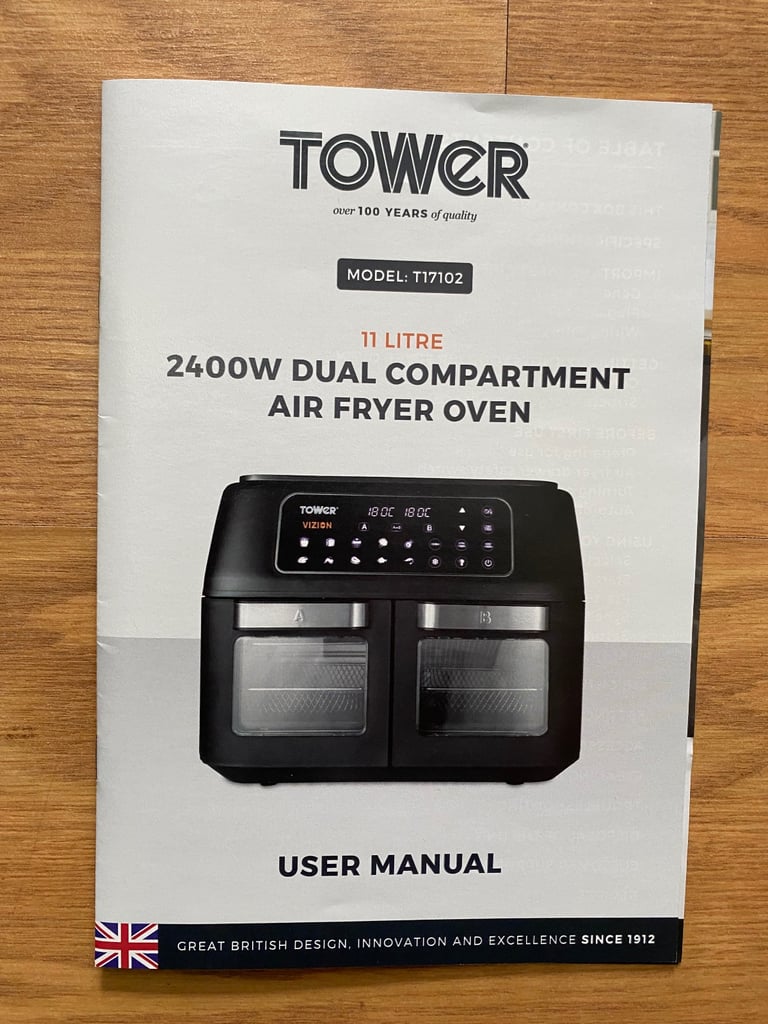 TOWER
over 100 YEARS of quality
MODEL: T17102
11 LITRE
2400W DUAL COMPARTMENT
AIR FRYER OVEN
TOWER
180C 180C
VIZION
A
B
A B
USER MANUAL
GREAT BRITISH DESIGN, INNOVATION AND EXCELLENCE SINCE 1912